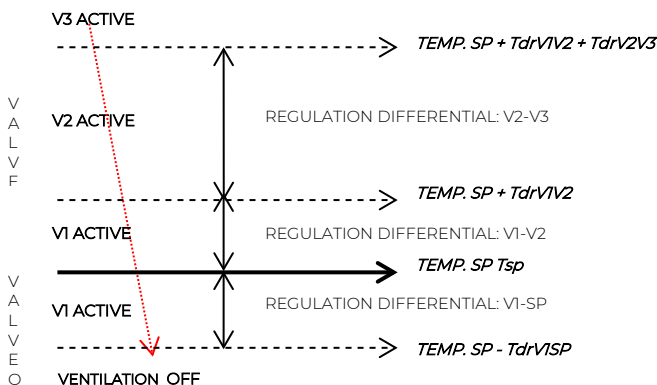 V3 ACTIVE
TEMP. SP + TdrV1V2 + TdrV2V3
V2 ACTIVE
REGULATION DIFFERENTIAL: V2-V3
V
A
L
V
F
TEMP. SP + TdrV1V2
V1 ACTIVE
REGULATION DIFFERENTIAL: V1-V2
TEMP. SP Tsp
V1 ACTIVE
REGULATION DIFFERENTIAL: V1-SP
V
A
L
V
E
O
TEMP. SP - TdrV1SP
VENTILATION OFF